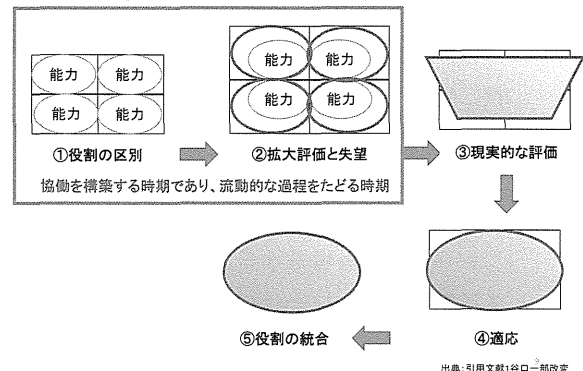 能力 能力
能力 能力
能力 能力
能力 能力
①役割の区別
②拡大評価と失望
③現実的な評価
協働を構築する時期であり、流動的な過程をたどる時期
⑤役割の統合
④適応
出典:引用文献1谷口一部改変